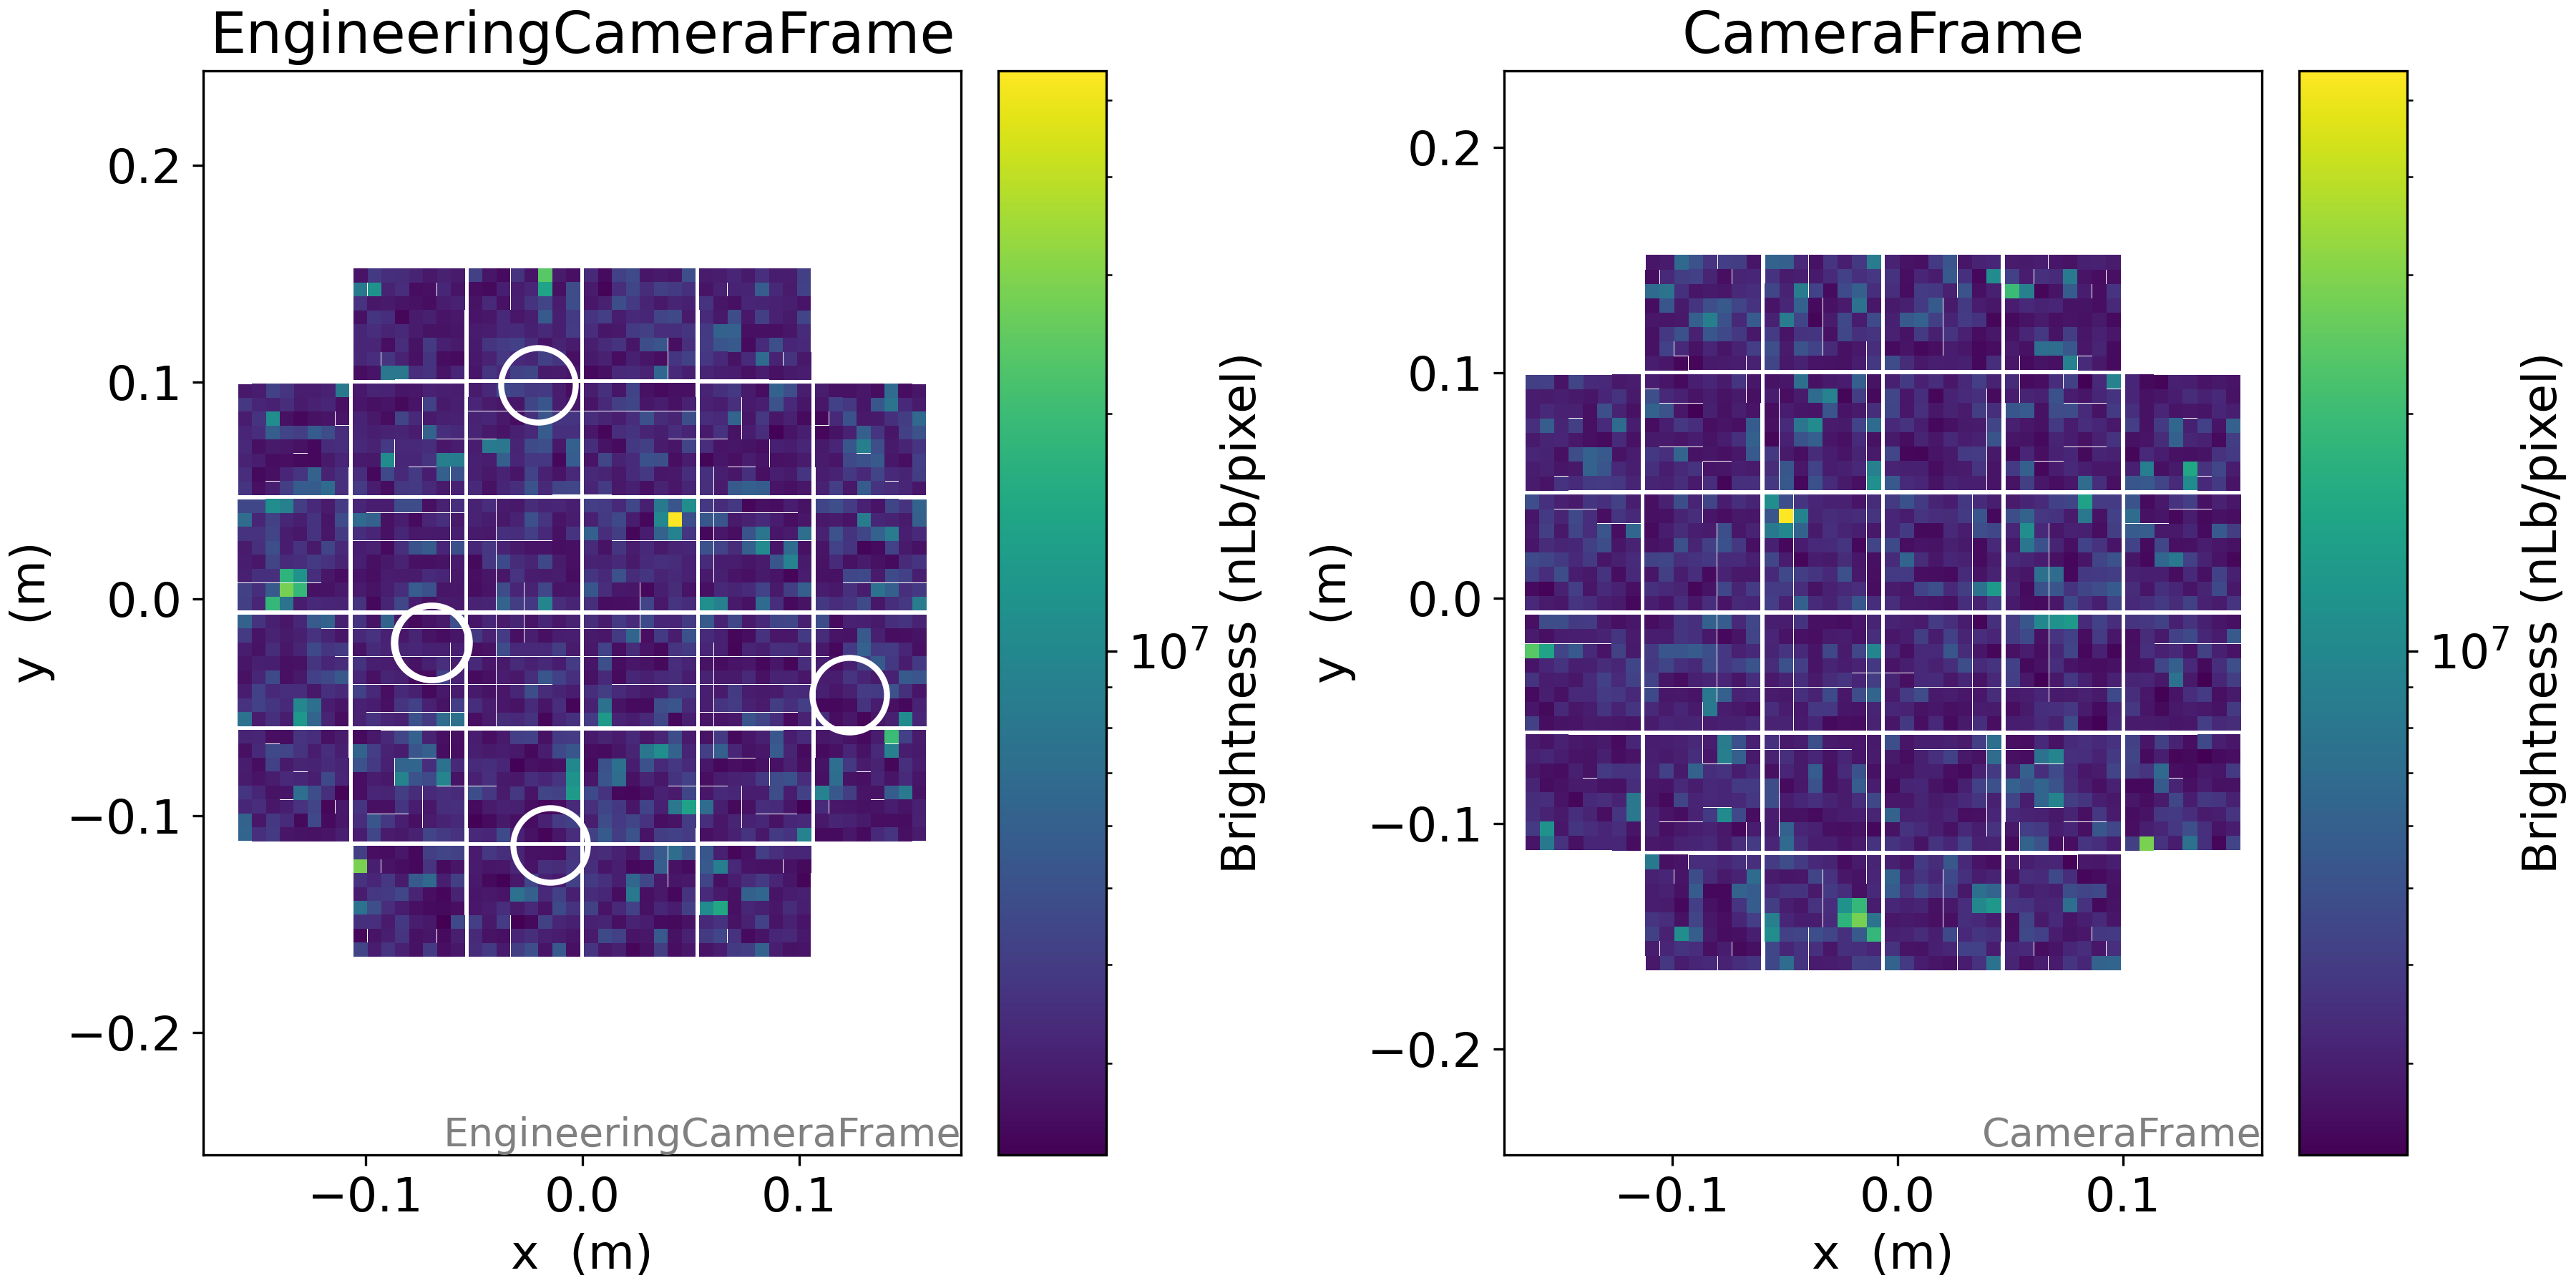 EngineeringCameraFrame
0.2
0.1
0.0
−0.1
−0.2
y (m)
−0.1 0.0 0.1
x (m)
EngineeringCameraFrame
10⁷
Brightness (nLb/pixel)
CameraFrame
0.2
0.1
0.0
−0.1
−0.2
y (m)
−0.1 0.0 0.1
x (m)
CameraFrame
10⁷
Brightness (nLb/pixel)